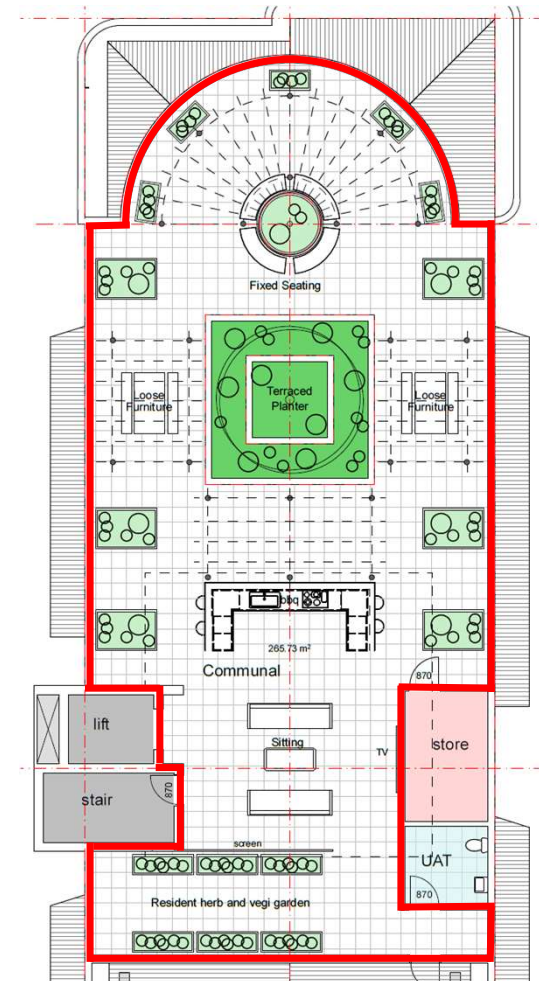 Fixed Seating
Loose
Furniture
Terraced
Planter
Loose
Furniture
bbq
265.73 m²
Communal
870
lift
Sitting
TV
store
stair
870
screen
UAT
870
Resident herb and vegi garden